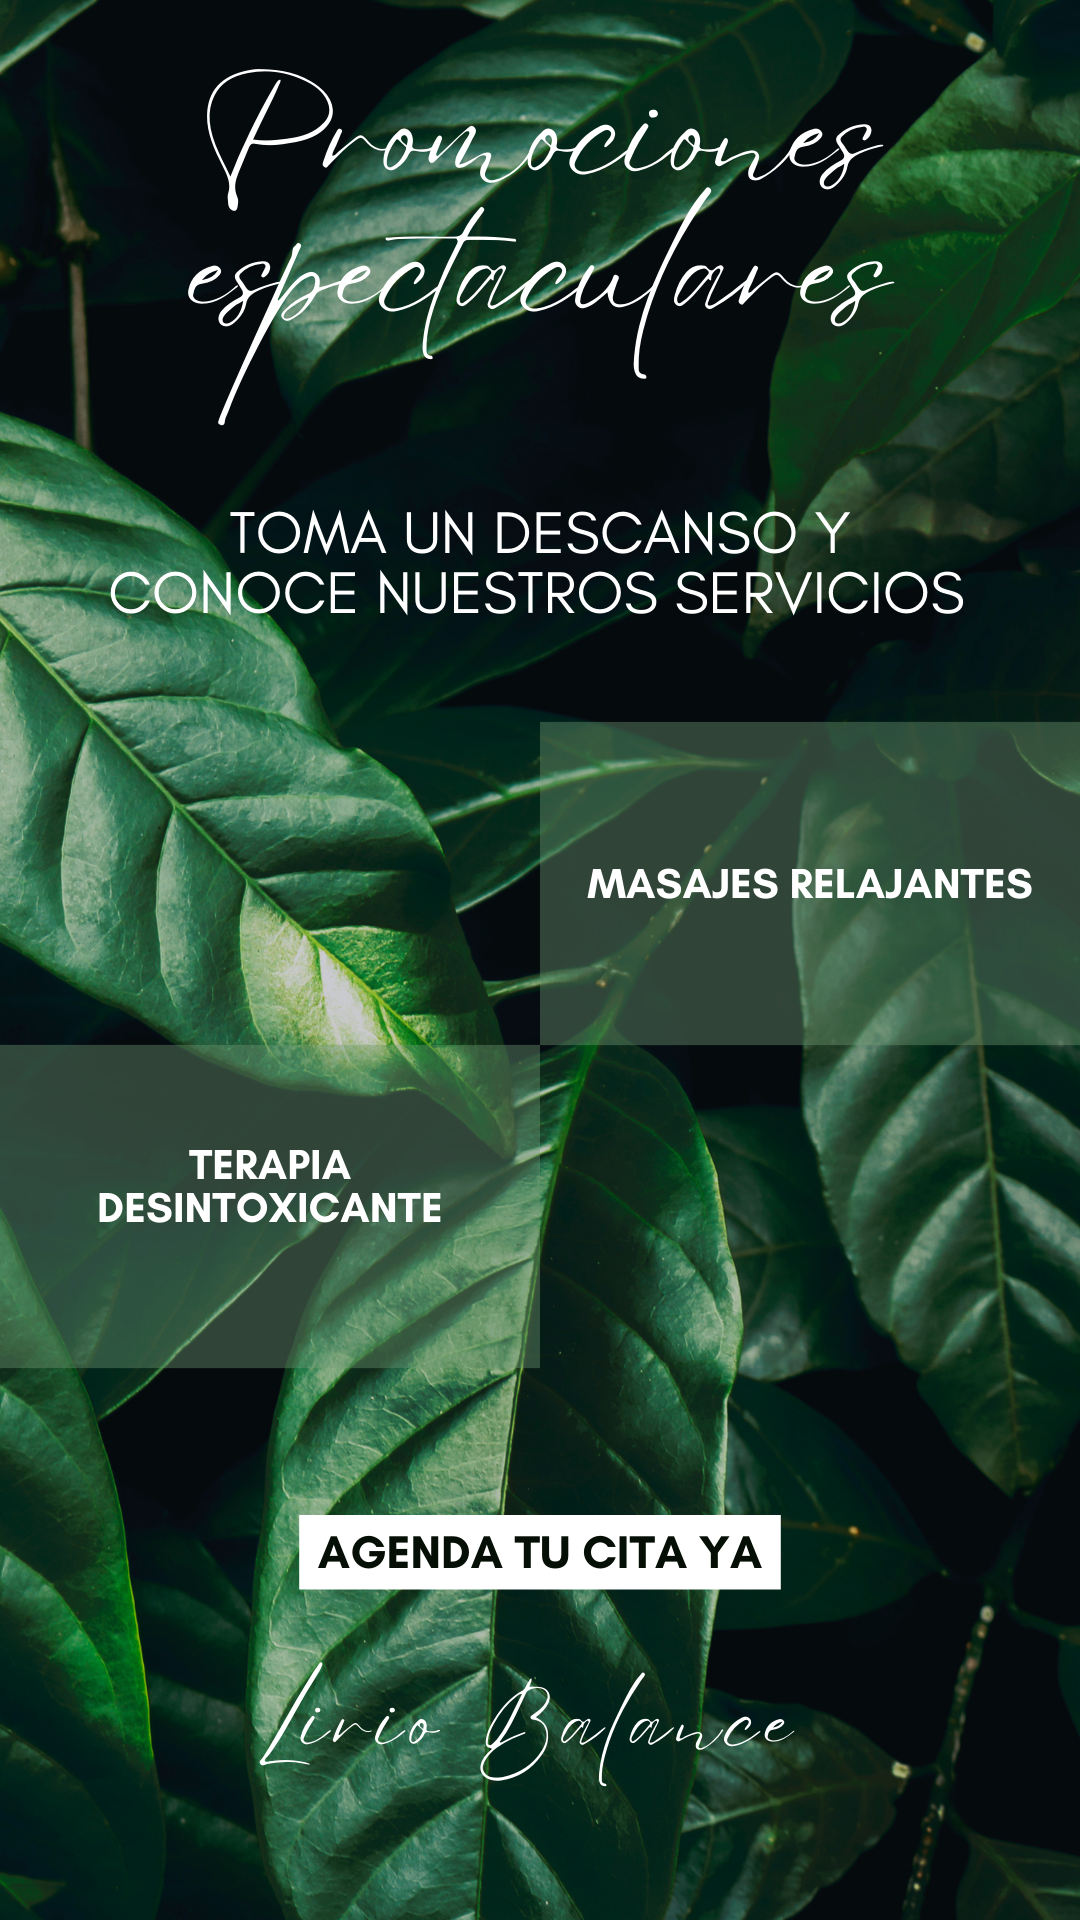 Promociones
espectaculares
TOMA UN DESCANSO Y
CONOCE NUESTROS SERVICIOS
MASAJES RELAJANTES
TERAPIA
DESINTOXICANTE
AGENDA TU CITA YA
Lirio Balance